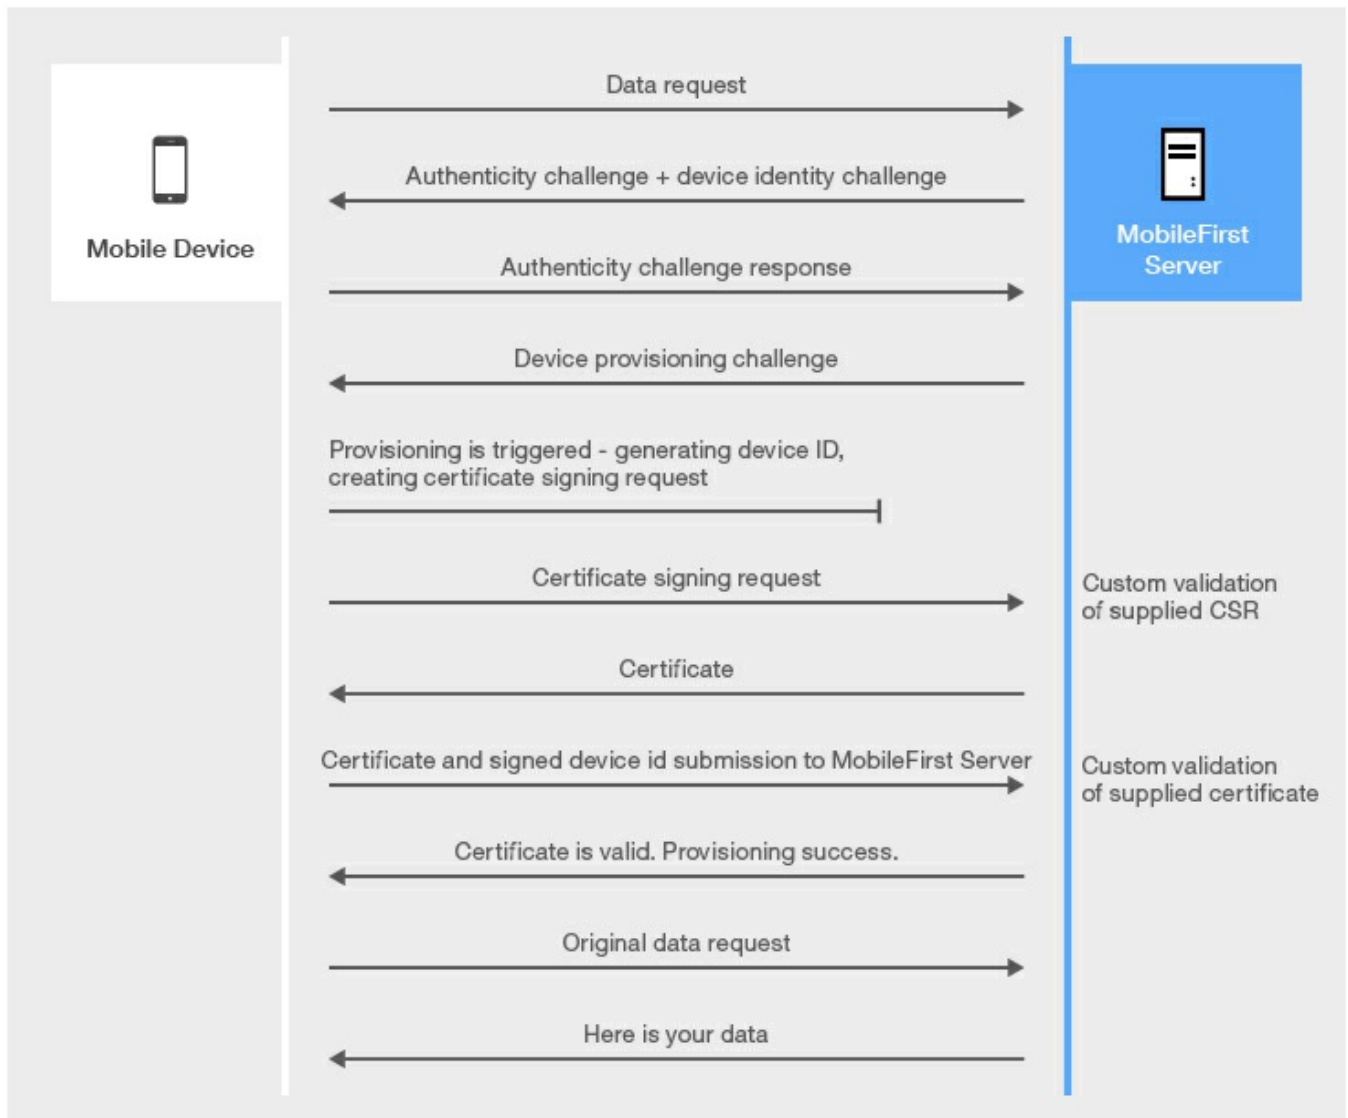 Data request
Authenticity challenge + device identity challenge
Mobile Device
MobileFirst
Server
Authenticity challenge response
Device provisioning challenge
Provisioning is triggered - generating device ID,
creating certificate signing request
Certificate signing request
Custom validation
of supplied CSR
Certificate
Certificate and signed device id submission to MobileFirst Server
Custom validation
of supplied certificate
Certificate is valid. Provisioning success.
Original data request
Here is your data